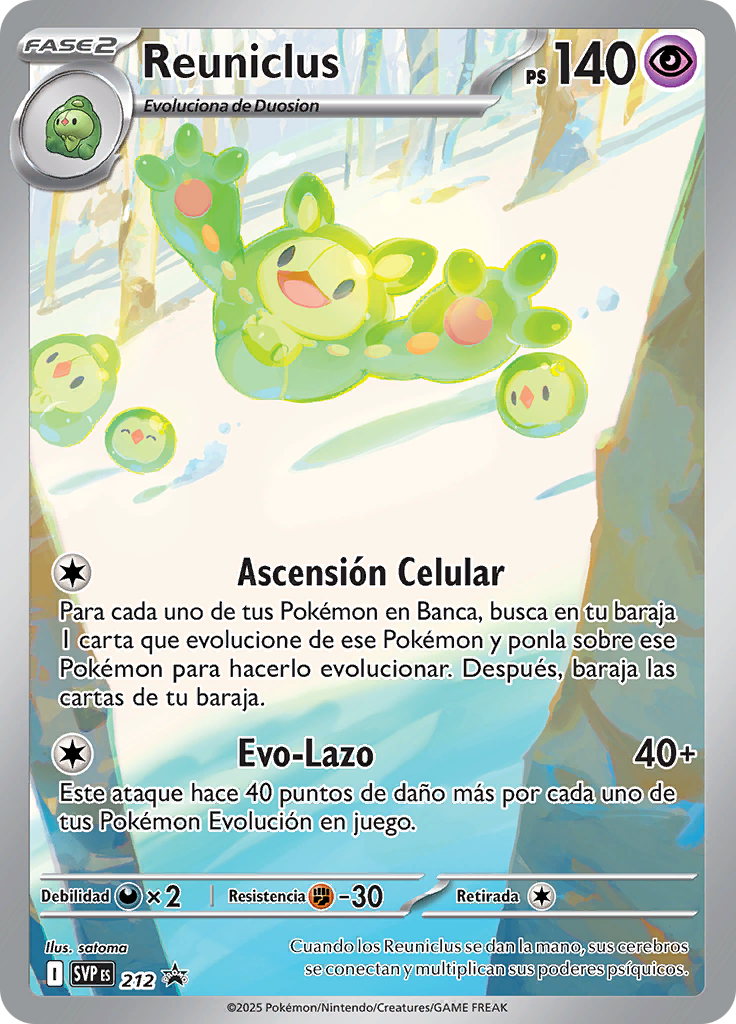 FASE 2
Reuniclus
PS 140
Evoluciona de Duosion
Ascensión Celular
Para cada uno de tus Pokémon en Banca, busca en tu baraja
1 carta que evolucione de ese Pokémon y ponla sobre ese
Pokémon para hacerlo evolucionar. Después, baraja las
cartas de tu baraja.
Evo-Lazo 40+
Este ataque hace 40 puntos de daño más por cada uno de
tus Pokémon Evolución en juego.
Debilidad ×2 Resistencia -30 Retirada
Ilus. satoma
Cuando los Reuniclus se dan la mano, sus cerebros
se conectan y multiplican sus poderes psíquicos.
I SVP ES 212
©2025 Pokémon/Nintendo/Creatures/GAME FREAK